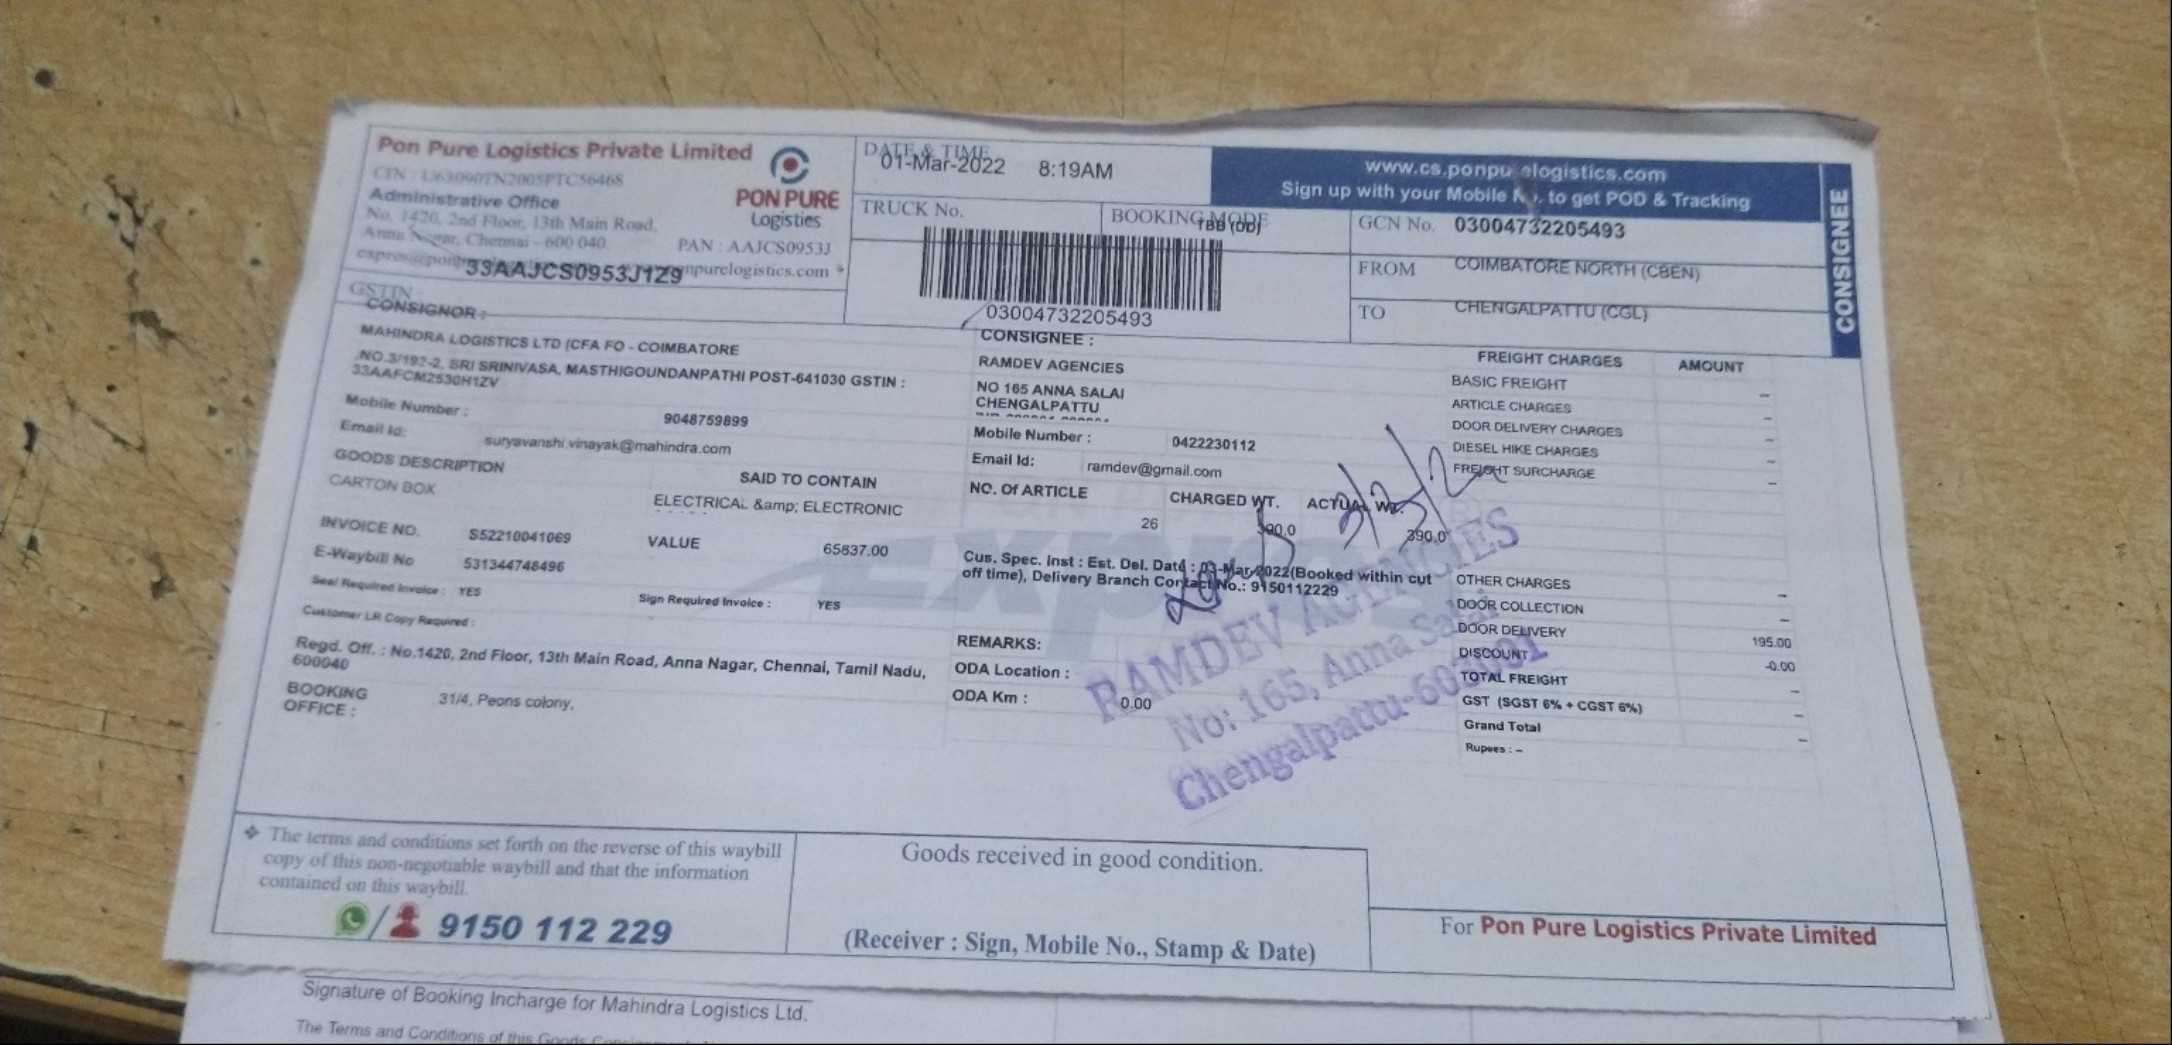 Pon Pure Logistics Private Limited
CIN : U63090TN2005PTC56468
Administrative Office
No. 1420, 2nd Floor, 13th Main Road,
Anna Nagar, Chennai - 600 040.
PAN : AAJCS0953J
33AAJCS0953J1Z9
GSTIN
PON PURE
Logistics
DATE & TIME
01-Mar-2022 8:19AM
TRUCK No.
BOOKING MODE
TBB (DD)
03004732205493
www.cs.ponpurelogistics.com
Sign up with your Mobile No. to get POD & Tracking
GCN No. 03004732205493
FROM COIMBATORE NORTH (CBEN)
TO CHENGALPATTU (CGL)
CONSIGNEE
CONSIGNOR :
MAHINDRA LOGISTICS LTD (CFA FO - COIMBATORE
NO.3/192-2, SRI SRINIVASA, MASTHIGOUNDANPATHI POST-641030 GSTIN :
33AAFCM2530H1ZV
Mobile Number : 9048759899
Email Id: suryavanshi.vinayak@mahindra.com
GOODS DESCRIPTION SAID TO CONTAIN
CARTON BOX ELECTRICAL &amp; ELECTRONIC
INVOICE NO. S52210041069 VALUE 65837.00
E-Waybill No 531344748496
Seal Required Invoice : YES Sign Required Invoice : YES
Customer LR Copy Required :
Regd. Off. : No.1420, 2nd Floor, 13th Main Road, Anna Nagar, Chennai, Tamil Nadu,
600040
BOOKING
OFFICE : 31/4, Peons colony,
CONSIGNEE :
RAMDEV AGENCIES
NO 165 ANNA SALAI
CHENGALPATTU
Mobile Number : 0422230112
Email Id: ramdev@gmail.com
NO. Of ARTICLE CHARGED WT. ACTUAL Wt.
26 390.0 390.0
Cus. Spec. Inst : Est. Del. Date : 03-Mar-2022(Booked within cut
off time), Delivery Branch Contact No.: 9150112229
express
REMARKS:
ODA Location :
ODA Km : 0.00
RAMDEV AGENCIES
No: 165, Anna Salai
Chengalpattu-603001
FREIGHT CHARGES AMOUNT
BASIC FREIGHT –
ARTICLE CHARGES –
DOOR DELIVERY CHARGES –
DIESEL HIKE CHARGES –
FREIGHT SURCHARGE –
OTHER CHARGES –
DOOR COLLECTION –
DOOR DELIVERY 195.00
DISCOUNT -0.00
TOTAL FREIGHT –
GST (SGST 6% + CGST 6%) –
Grand Total –
Rupees : –
❖ The terms and conditions set forth on the reverse of this waybill
copy of this non-negotiable waybill and that the information
contained on this waybill.
9150 112 229
Goods received in good condition.
(Receiver : Sign, Mobile No., Stamp & Date)
For Pon Pure Logistics Private Limited
Signature of Booking Incharge for Mahindra Logistics Ltd.
The Terms and Conditions of this Goods